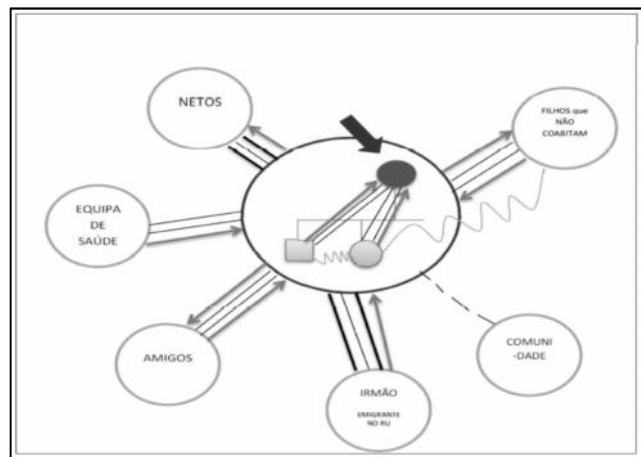 NETOS
FILHOS que
NÃO
COABITAM
EQUIPA
DE
SAÚDE
AMIGOS
IRMÃO
EMIGRANTE
NO RU
COMUNI
-DADE